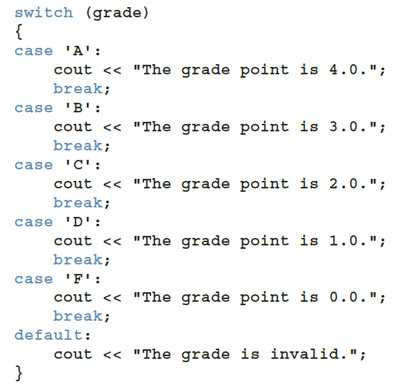 switch (grade)
{
case 'A':
    cout << "The grade point is 4.0.";
    break;
case 'B':
    cout << "The grade point is 3.0.";
    break;
case 'C':
    cout << "The grade point is 2.0.";
    break;
case 'D':
    cout << "The grade point is 1.0.";
    break;
case 'F':
    cout << "The grade point is 0.0.";
    break;
default:
    cout << "The grade is invalid.";
}